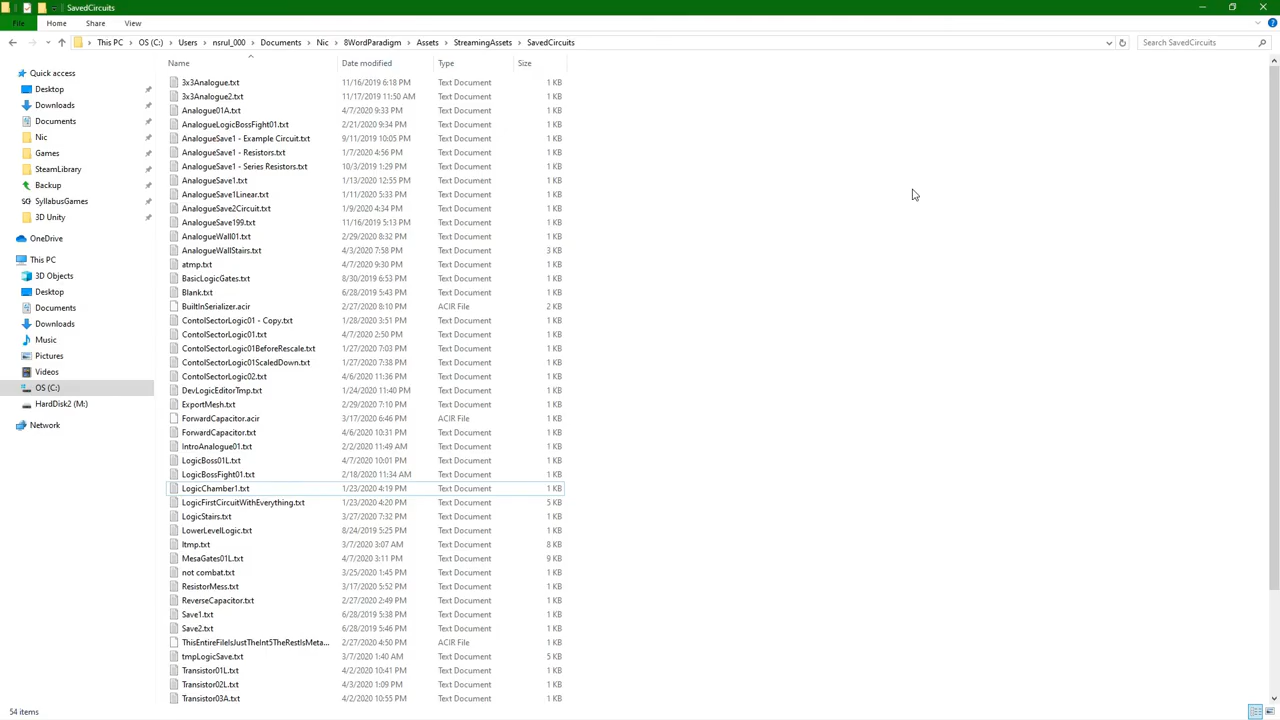 SavedCircuits
File Home Share View
This PC OS (C:) Users nsrul_000 Documents Nic 8WordParadigm Assets StreamingAssets SavedCircuits
Search SavedCircuits
Quick access
Desktop
Downloads
Documents
Nic
Games
SteamLibrary
Backup
SyllabusGames
3D Unity
OneDrive
This PC
3D Objects
Desktop
Documents
Downloads
Music
Pictures
Videos
OS (C:)
HardDisk2 (M:)
Network
Name Date modified Type Size
3x3Analogue.txt 11/16/2019 6:18 PM Text Document 1 KB
3x3Analogue2.txt 11/17/2019 11:50 AM Text Document 1 KB
Analogue01A.txt 4/7/2020 9:33 PM Text Document 1 KB
AnalogueLogicBossFight01.txt 2/21/2020 9:34 PM Text Document 1 KB
AnalogueSave1 - Example Circuit.txt 9/11/2019 10:05 PM Text Document 1 KB
AnalogueSave1 - Resistors.txt 1/7/2020 4:56 PM Text Document 1 KB
AnalogueSave1 - Series Resistors.txt 10/3/2019 1:29 PM Text Document 1 KB
AnalogueSave1.txt 1/13/2020 12:55 PM Text Document 1 KB
AnalogueSave1Linear.txt 1/11/2020 5:33 PM Text Document 1 KB
AnalogueSave2Circuit.txt 1/9/2020 4:34 PM Text Document 1 KB
AnalogueSave199.txt 11/16/2019 5:13 PM Text Document 1 KB
AnalogueWall01.txt 2/29/2020 8:32 PM Text Document 1 KB
AnalogueWallStairs.txt 4/3/2020 7:58 PM Text Document 3 KB
atmp.txt 4/7/2020 9:30 PM Text Document 1 KB
BasicLogicGates.txt 8/30/2019 6:53 PM Text Document 1 KB
Blank.txt 6/28/2019 5:43 PM Text Document 1 KB
BuiltInSerializer.acir 2/27/2020 8:10 PM ACIR File 2 KB
ContolSectorLogic01 - Copy.txt 1/28/2020 3:51 PM Text Document 1 KB
ContolSectorLogic01.txt 4/7/2020 2:50 PM Text Document 1 KB
ContolSectorLogic01BeforeRescale.txt 1/27/2020 7:03 PM Text Document 1 KB
ContolSectorLogic01ScaledDown.txt 1/27/2020 7:38 PM Text Document 1 KB
ContolSectorLogic02.txt 4/6/2020 11:36 PM Text Document 1 KB
DevLogicEditorTmp.txt 1/24/2020 11:40 PM Text Document 1 KB
ExportMesh.txt 2/29/2020 7:10 PM Text Document 1 KB
ForwardCapacitor.acir 3/17/2020 6:46 PM ACIR File 1 KB
ForwardCapacitor.txt 4/6/2020 10:31 PM Text Document 1 KB
IntroAnalogue01.txt 2/2/2020 11:49 AM Text Document 1 KB
LogicBoss01L.txt 4/7/2020 10:01 PM Text Document 1 KB
LogicBossFight01.txt 2/18/2020 11:34 AM Text Document 1 KB
LogicChamber1.txt 1/23/2020 4:19 PM Text Document 1 KB
LogicFirstCircuitWithEverything.txt 1/23/2020 4:20 PM Text Document 5 KB
LogicStairs.txt 3/27/2020 7:32 PM Text Document 1 KB
LowerLevelLogic.txt 8/24/2019 5:25 PM Text Document 1 KB
ltmp.txt 3/7/2020 3:07 AM Text Document 8 KB
MesaGates01L.txt 4/7/2020 3:11 PM Text Document 9 KB
not combat.txt 3/25/2020 1:45 PM Text Document 1 KB
ResistorMess.txt 3/17/2020 5:52 PM Text Document 1 KB
ReverseCapacitor.txt 2/27/2020 2:49 PM Text Document 1 KB
Save1.txt 6/28/2019 5:38 PM Text Document 1 KB
Save2.txt 6/28/2019 5:46 PM Text Document 1 KB
ThisEntireFileIsJustTheInt5TheRestIsMeta... 2/27/2020 4:50 PM ACIR File 1 KB
tmpLogicSave.txt 3/7/2020 1:40 AM Text Document 5 KB
Transistor01L.txt 4/2/2020 10:41 PM Text Document 1 KB
Transistor02L.txt 4/3/2020 1:09 PM Text Document 1 KB
Transistor03A.txt 4/2/2020 10:55 PM Text Document 1 KB
54 items